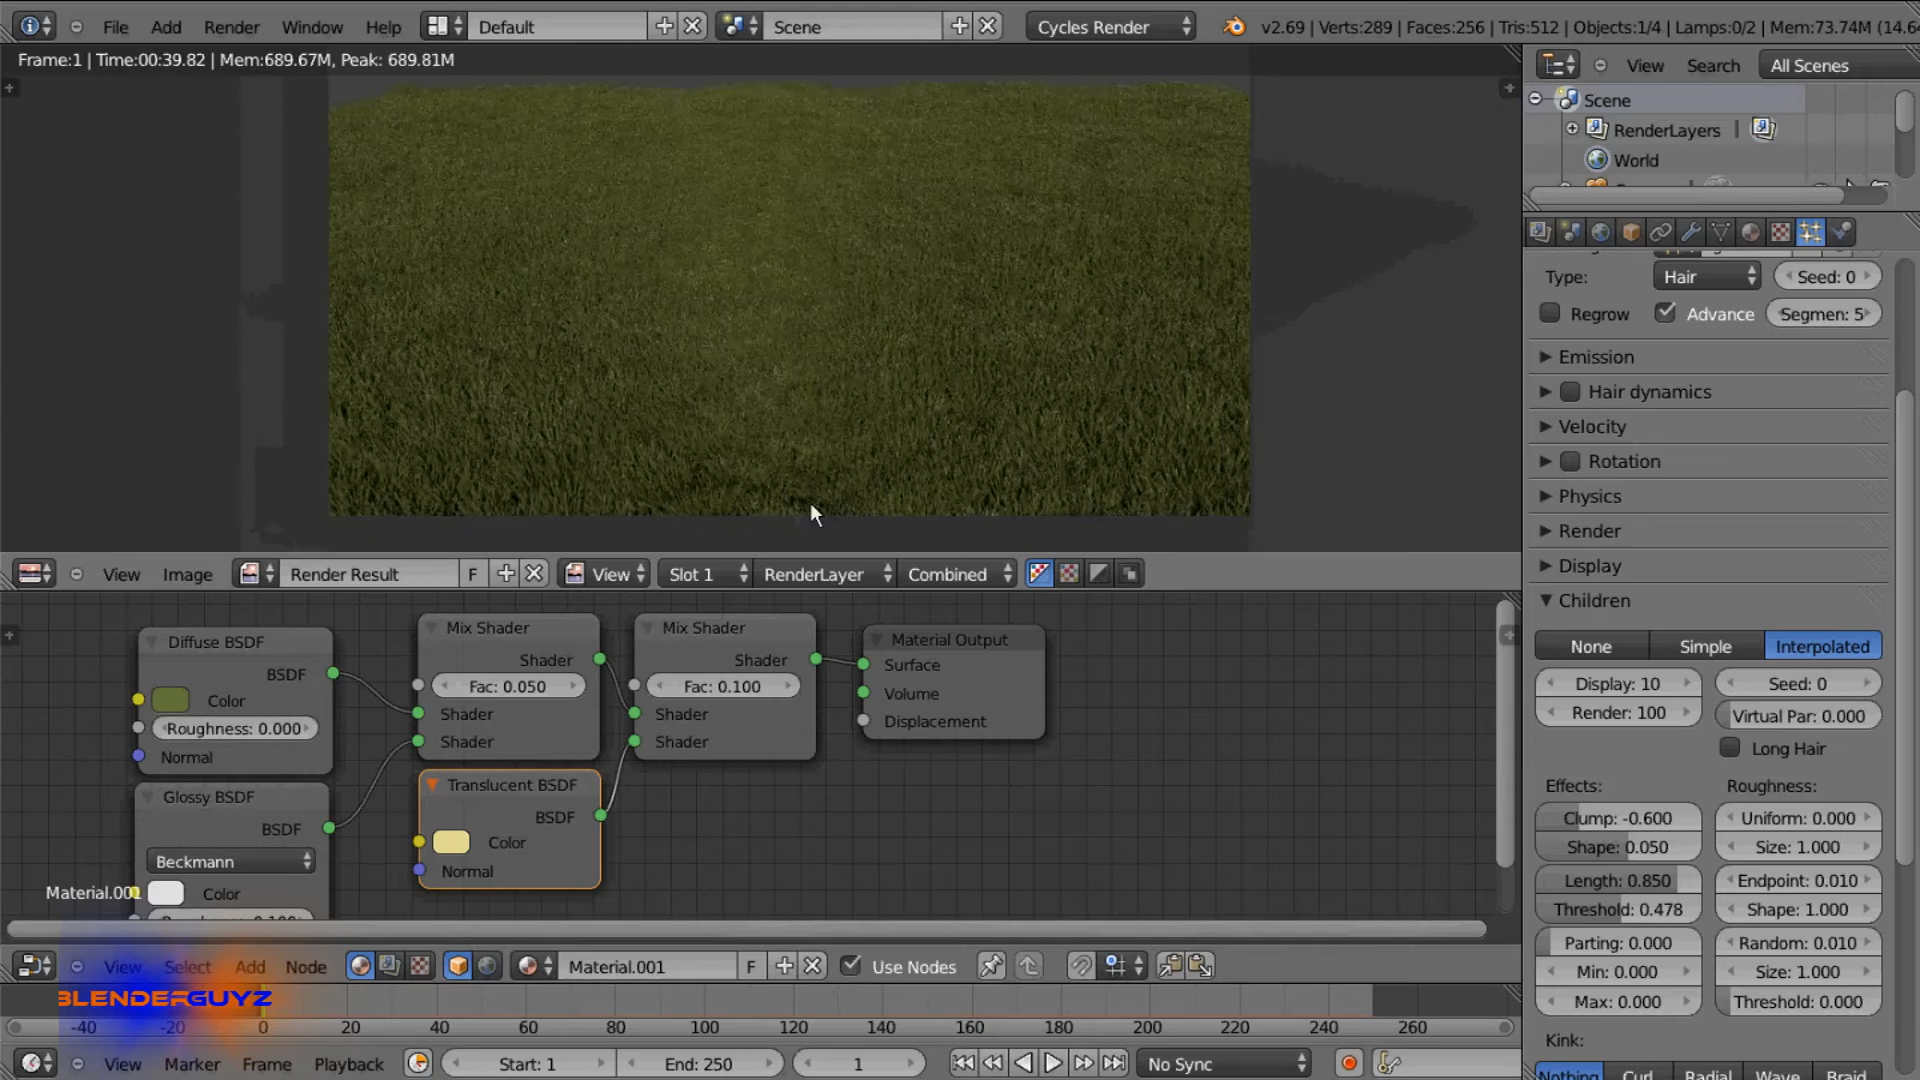 File Add Render Window Help Default Scene Cycles Render v2.69 | Verts:289 | Faces:256 | Tris:512 | Objects:1/4 | Lamps:0/2 | Mem:73.74M (14.6
Frame:1 | Time:00:39.82 | Mem:689.67M, Peak: 689.81M
View Search All Scenes
Scene
RenderLayers |
World
Type: Hair Seed: 0
Regrow Advance Segmen: 5
Emission
Hair dynamics
Velocity
Rotation
Physics
Render
Display
Children
None Simple Interpolated
Display: 10 Seed: 0
Render: 100 Virtual Par: 0.000
Long Hair
Effects: Roughness:
Clump: -0.600 Uniform: 0.000
Shape: 0.050 Size: 1.000
Length: 0.850 Endpoint: 0.010
Threshold: 0.478 Shape: 1.000
Parting: 0.000 Random: 0.010
Min: 0.000 Size: 1.000
Max: 0.000 Threshold: 0.000
Kink:
Nothing Curl Radial Wave Braid
View Image Render Result F View Slot 1 RenderLayer Combined
Diffuse BSDF
BSDF
Color
Roughness: 0.000
Normal
Glossy BSDF
BSDF
Beckmann
Color
Roughness: 0.100
Mix Shader
Shader
Fac: 0.050
Shader
Shader
Translucent BSDF
BSDF
Color
Normal
Mix Shader
Shader
Fac: 0.100
Shader
Shader
Material Output
Surface
Volume
Displacement
Material.001
View Select Add Node Material.001 F Use Nodes
BLENDERGUYZ
-40 -20 0 20 40 60 80 100 120 140 160 180 200 220 240 260
View Marker Frame Playback Start: 1 End: 250 1 No Sync